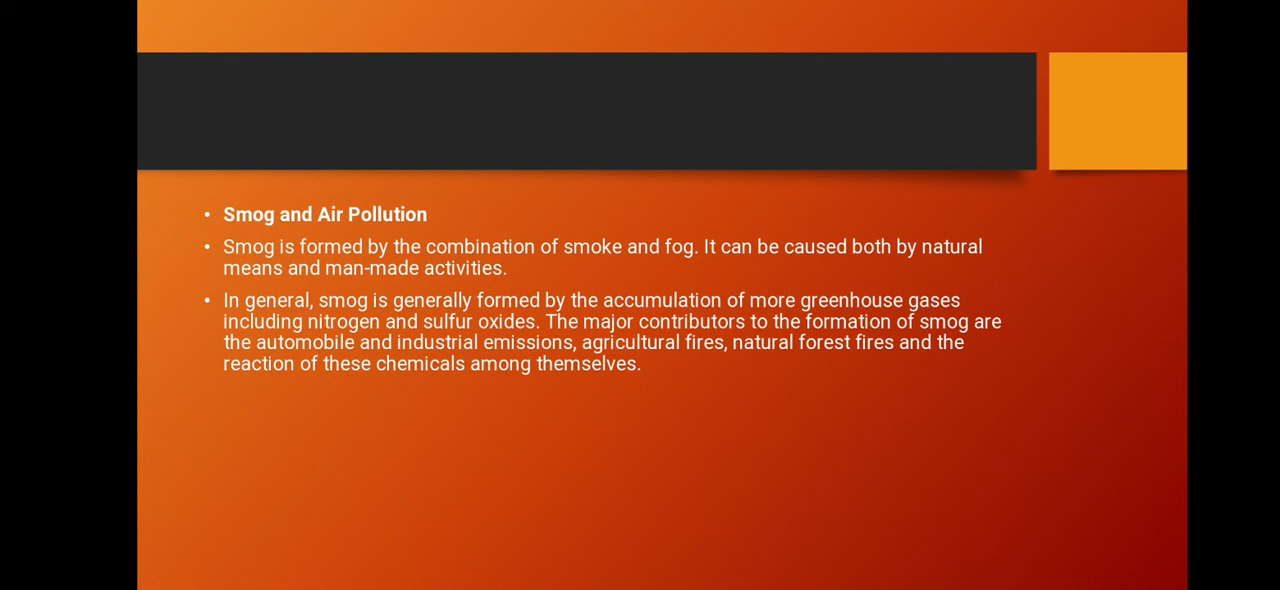 • Smog and Air Pollution
• Smog is formed by the combination of smoke and fog. It can be caused both by natural
means and man-made activities.
• In general, smog is generally formed by the accumulation of more greenhouse gases
including nitrogen and sulfur oxides. The major contributors to the formation of smog are
the automobile and industrial emissions, agricultural fires, natural forest fires and the
reaction of these chemicals among themselves.